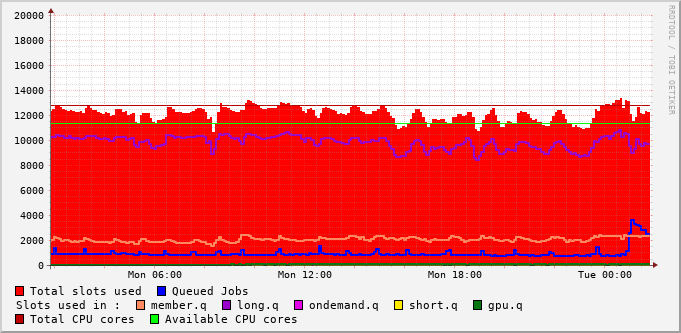 20000
18000
16000
14000
12000
10000
8000
6000
4000
2000
0
Mon 06:00 Mon 12:00 Mon 18:00 Tue 00:00
RRDTOOL / TOBI OETIKER
Total slots used Queued Jobs
Slots used in : member.q long.q ondemand.q short.q gpu.q
Total CPU cores Available CPU cores